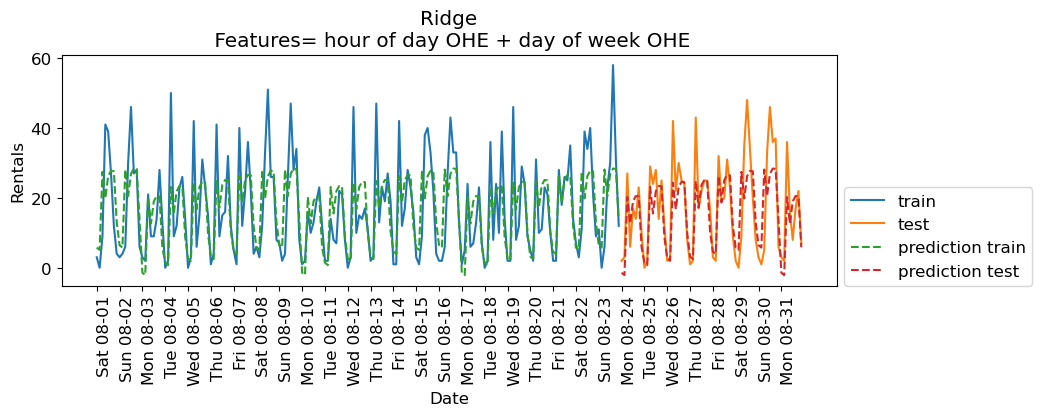 Ridge
Features= hour of day OHE + day of week OHE
Rentals
60
40
20
0
Sat 08-01
Sun 08-02
Mon 08-03
Tue 08-04
Wed 08-05
Thu 08-06
Fri 08-07
Sat 08-08
Sun 08-09
Mon 08-10
Tue 08-11
Wed 08-12
Thu 08-13
Fri 08-14
Sat 08-15
Sun 08-16
Mon 08-17
Tue 08-18
Wed 08-19
Thu 08-20
Fri 08-21
Sat 08-22
Sun 08-23
Mon 08-24
Tue 08-25
Wed 08-26
Thu 08-27
Fri 08-28
Sat 08-29
Sun 08-30
Mon 08-31
Date
train
test
prediction train
prediction test